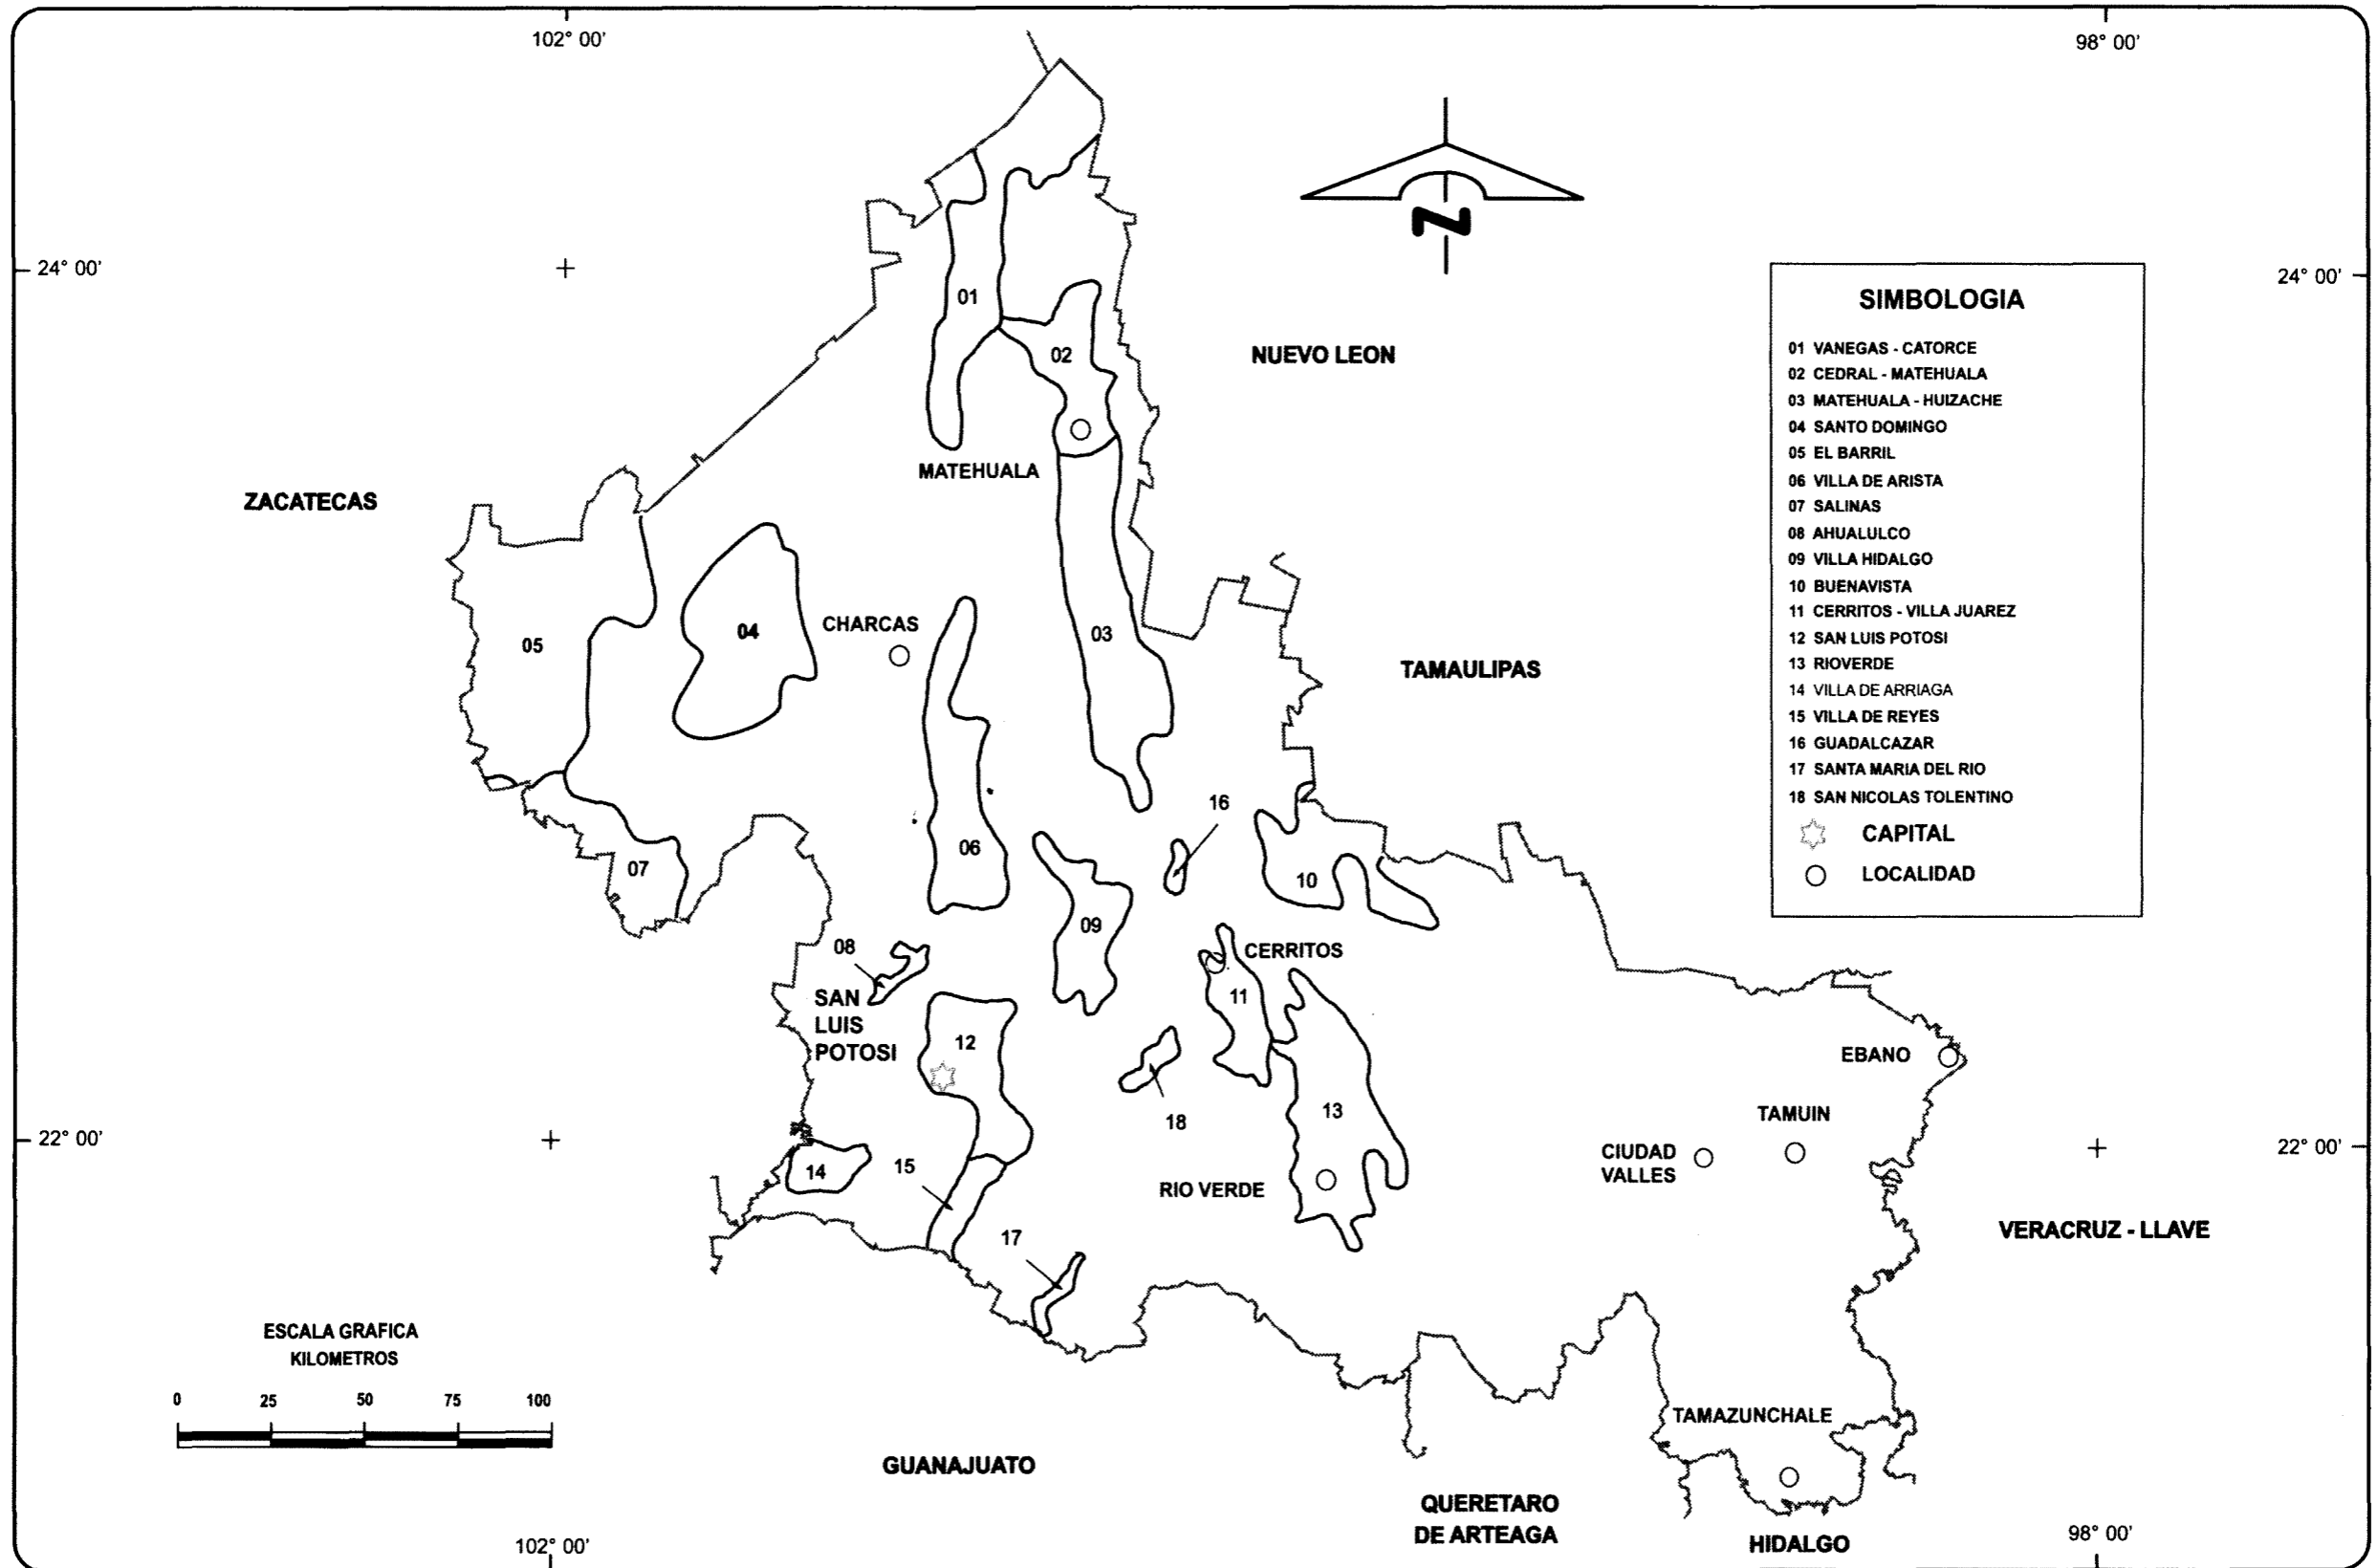 102° 00'
98° 00'
24° 00'
24° 00'
N
01
02
NUEVO LEON
MATEHUALA
ZACATECAS
SIMBOLOGIA
01 VANEGAS - CATORCE
02 CEDRAL - MATEHUALA
03 MATEHUALA - HUIZACHE
04 SANTO DOMINGO
05 EL BARRIL
06 VILLA DE ARISTA
07 SALINAS
08 AHUALULCO
09 VILLA HIDALGO
10 BUENAVISTA
11 CERRITOS - VILLA JUAREZ
12 SAN LUIS POTOSI
13 RIOVERDE
14 VILLA DE ARRIAGA
15 VILLA DE REYES
16 GUADALCAZAR
17 SANTA MARIA DEL RIO
18 SAN NICOLAS TOLENTINO
CAPITAL
LOCALIDAD
05
04
CHARCAS
03
TAMAULIPAS
16
06
07
10
09
08
CERRITOS
11
SAN
LUIS
POTOSI
12
EBANO
18
13
TAMUIN
22° 00'
22° 00'
14
15
CIUDAD
VALLES
RIO VERDE
17
VERACRUZ - LLAVE
ESCALA GRAFICA
KILOMETROS
0 25 50 75 100
TAMAZUNCHALE
GUANAJUATO
QUERETARO
DE ARTEAGA
HIDALGO
102° 00'
98° 00'